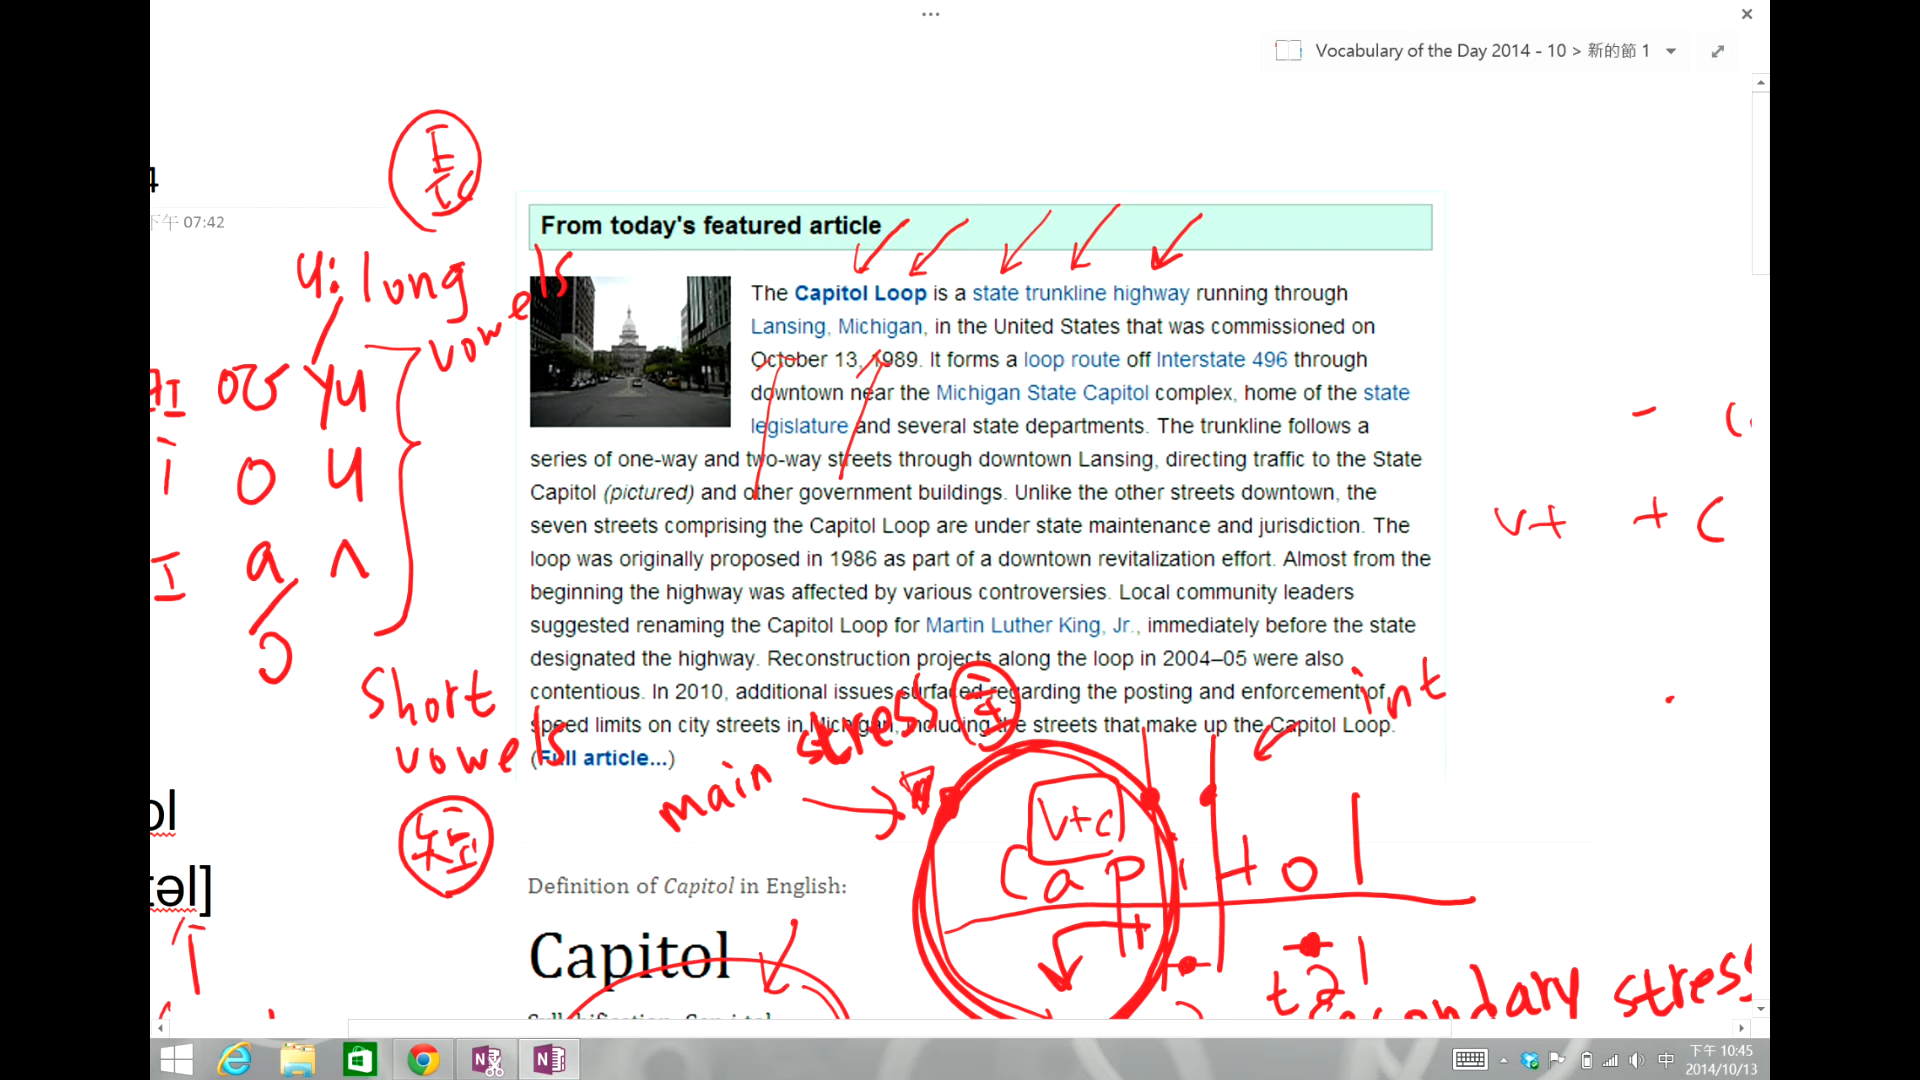 Vocabulary of the Day 2014 - 10 > 新的節 1
4
下午 07:42
長
u: long vowels
aɪ oʊ yu
i o u
ɪ a ʌ
ɔ
short vowels
短
ol
təl]
From today's featured article
The Capitol Loop is a state trunkline highway running through
Lansing, Michigan, in the United States that was commissioned on
October 13, 1989. It forms a loop route off Interstate 496 through
downtown near the Michigan State Capitol complex, home of the state
legislature and several state departments. The trunkline follows a
series of one-way and two-way streets through downtown Lansing, directing traffic to the State
Capitol (pictured) and other government buildings. Unlike the other streets downtown, the
seven streets comprising the Capitol Loop are under state maintenance and jurisdiction. The
loop was originally proposed in 1986 as part of a downtown revitalization effort. Almost from the
beginning the highway was affected by various controversies. Local community leaders
suggested renaming the Capitol Loop for Martin Luther King, Jr., immediately before the state
designated the highway. Reconstruction projects along the loop in 2004–05 were also
contentious. In 2010, additional issues surfaced regarding the posting and enforcement of
speed limits on city streets in Michigan, including the streets that make up the Capitol Loop.
(Full article...)
v+ + c
int
main stress
v+c
Capitol
secondary stress
Definition of Capitol in English:
Capitol
Syllabification: Cap·i·tol
中
下午 10:45
2014/10/13